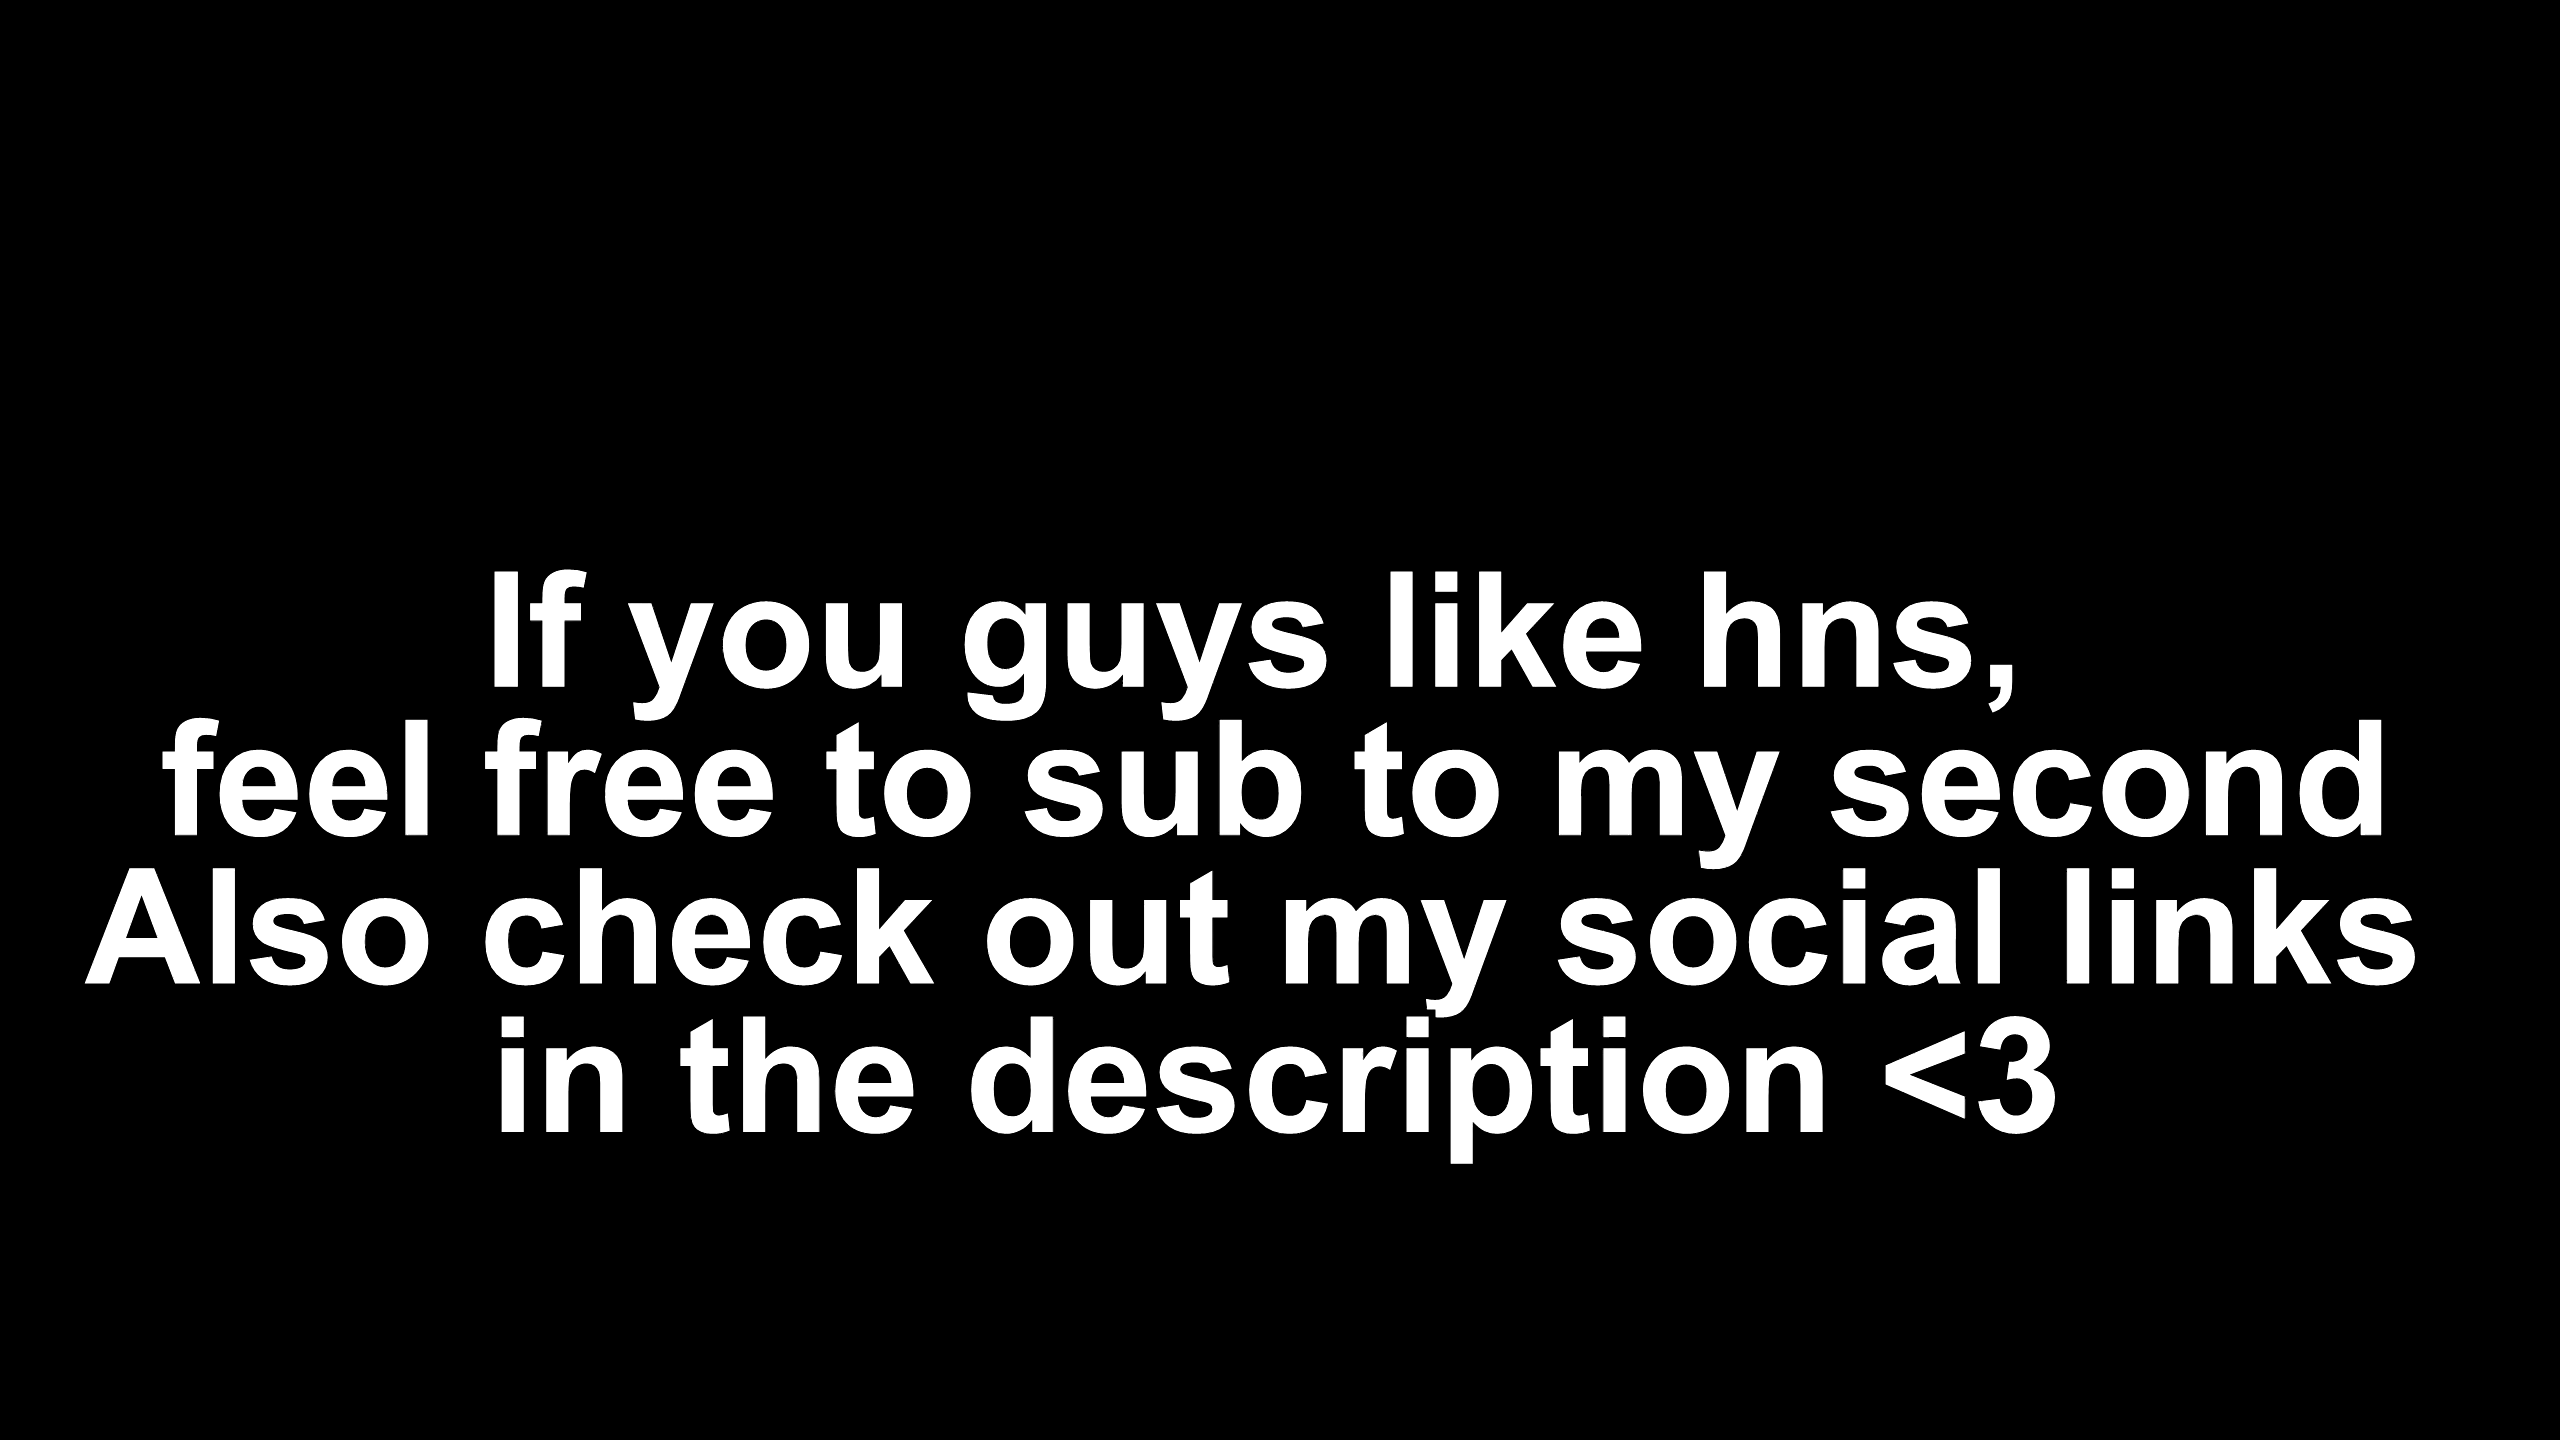 If you guys like hns,
feel free to sub to my second
Also check out my social links
in the description <3